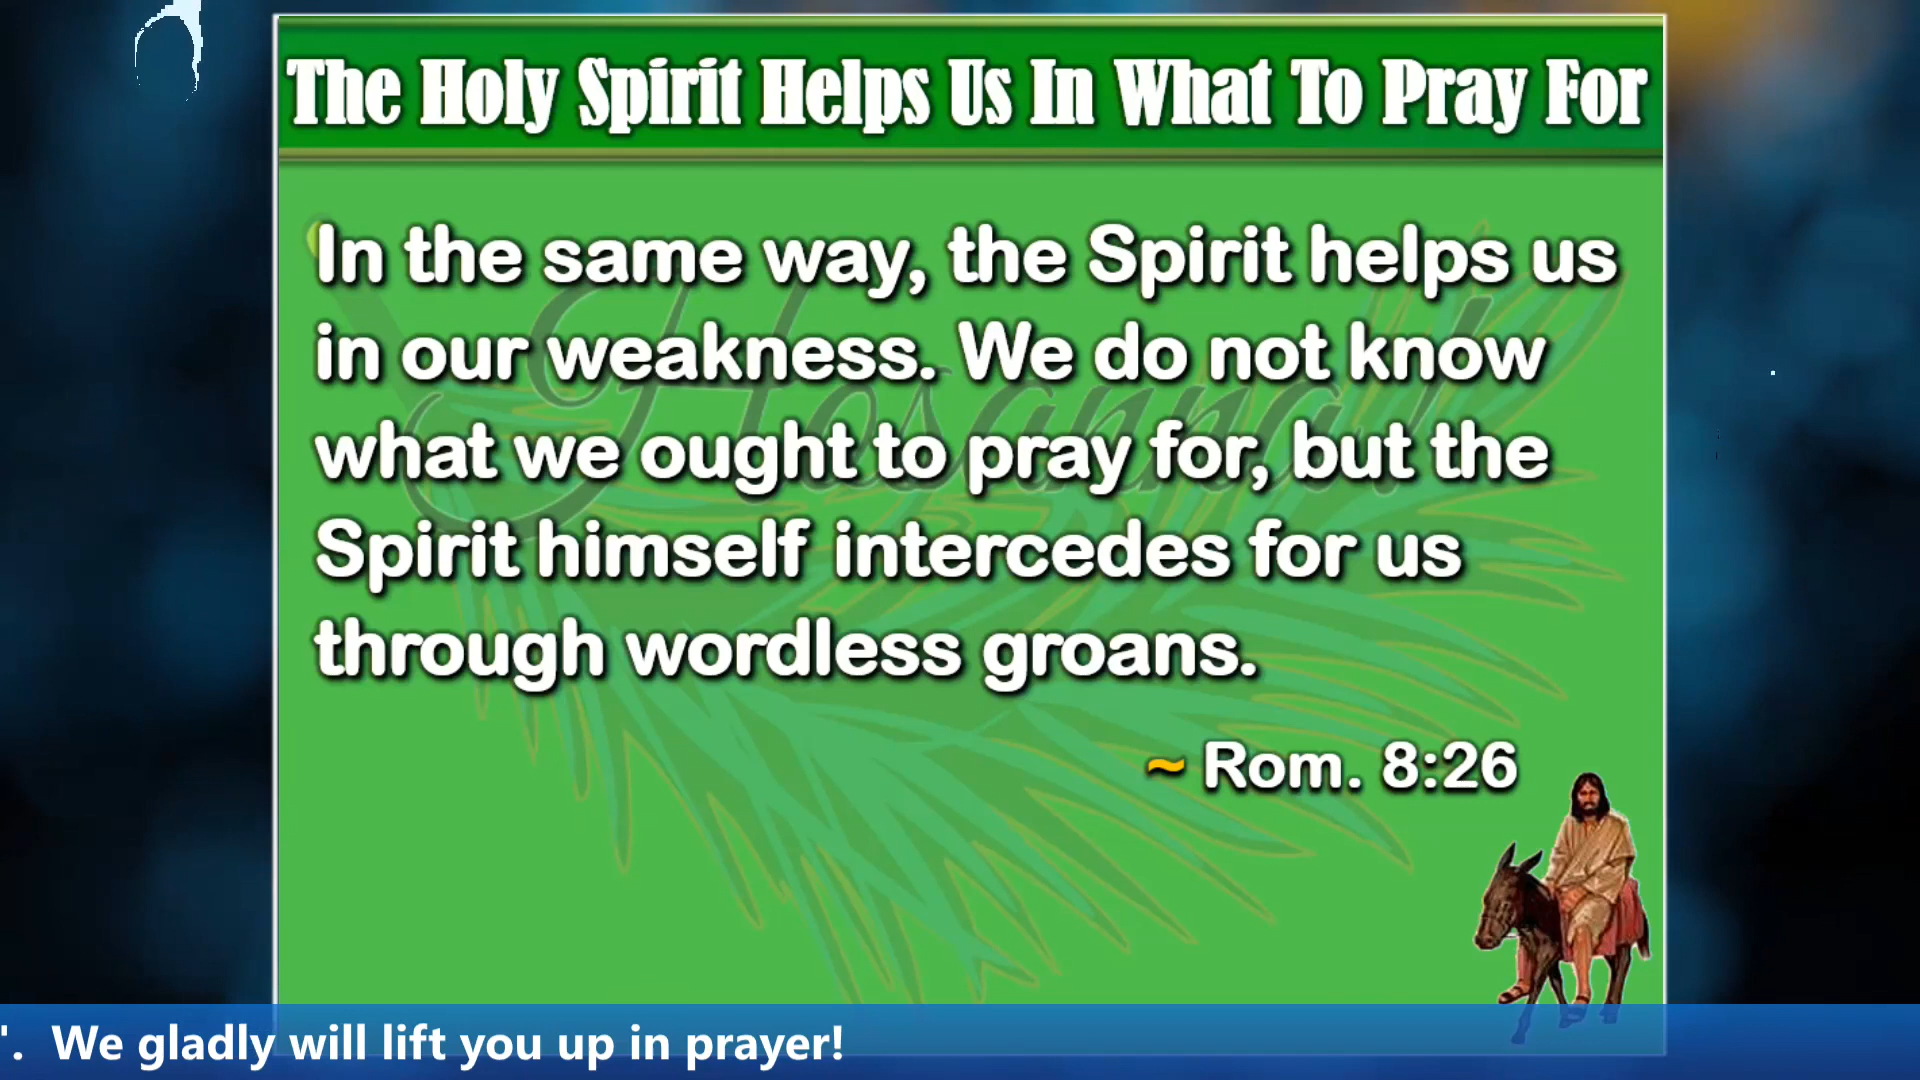 The Holy Spirit Helps Us In What To Pray For
In the same way, the Spirit helps us
in our weakness. We do not know
what we ought to pray for, but the
Spirit himself intercedes for us
through wordless groans.
~ Rom. 8:26
Hosanna!
". We gladly will lift you up in prayer!